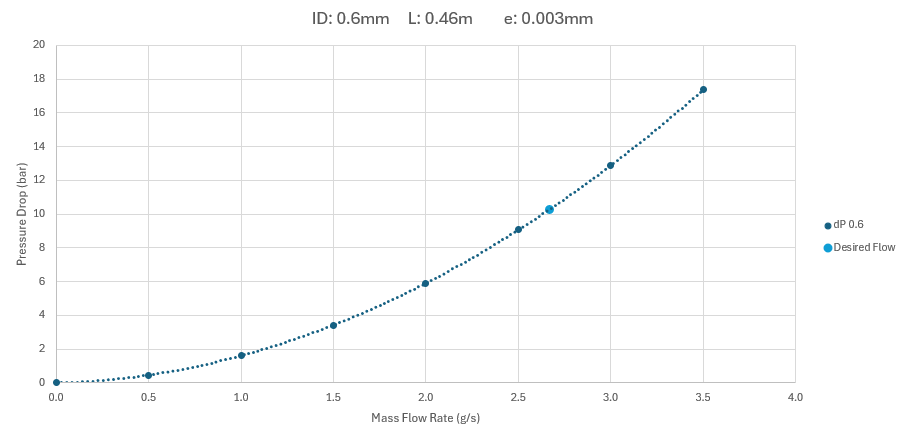 ID: 0.6mm L: 0.46m e: 0.003mm
20
18
16
14
12
10
8
6
4
2
0
Pressure Drop (bar)
0.0 0.5 1.0 1.5 2.0 2.5 3.0 3.5 4.0
Mass Flow Rate (g/s)
dP 0.6
Desired Flow